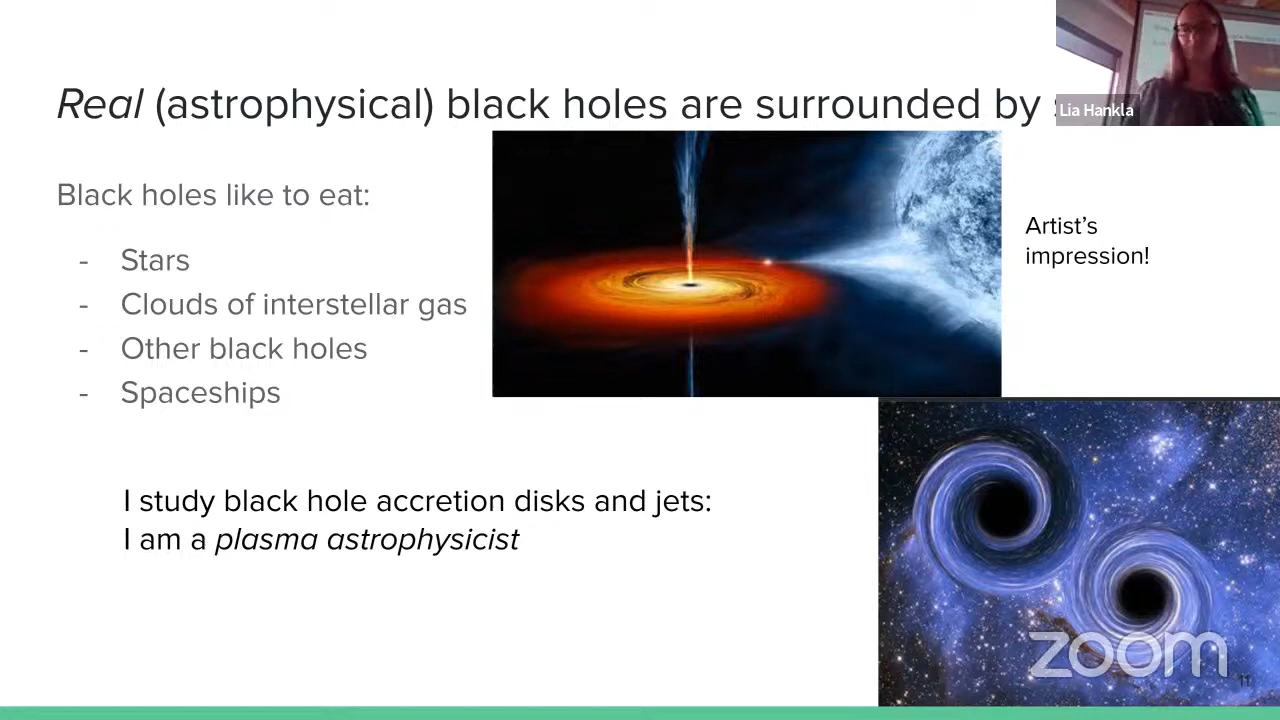 Real (astrophysical) black holes are surrounded by
Lia Hankla
Black holes like to eat:
- Stars
- Clouds of interstellar gas
- Other black holes
- Spaceships
Artist's
impression!
I study black hole accretion disks and jets:
I am a plasma astrophysicist
zoom
11